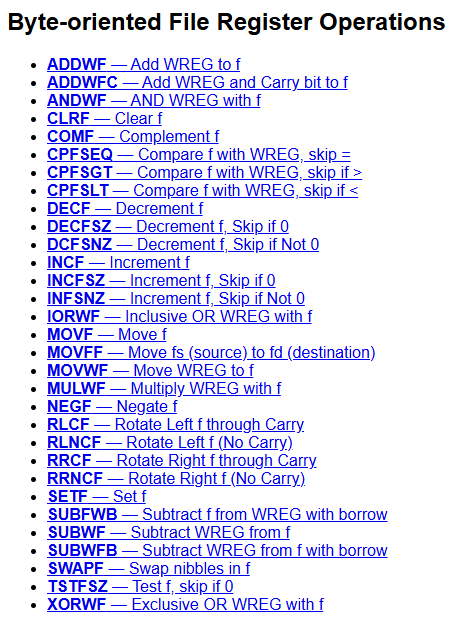 Byte-oriented File Register Operations
ADDWF — Add WREG to f
ADDWFC — Add WREG and Carry bit to f
ANDWF — AND WREG with f
CLRF — Clear f
COMF — Complement f
CPFSEQ — Compare f with WREG, skip =
CPFSGT — Compare f with WREG, skip if >
CPFSLT — Compare f with WREG, skip if <
DECF — Decrement f
DECFSZ — Decrement f, Skip if 0
DCFSNZ — Decrement f, Skip if Not 0
INCF — Increment f
INCFSZ — Increment f, Skip if 0
INFSNZ — Increment f, Skip if Not 0
IORWF — Inclusive OR WREG with f
MOVF — Move f
MOVFF — Move fs (source) to fd (destination)
MOVWF — Move WREG to f
MULWF — Multiply WREG with f
NEGF — Negate f
RLCF — Rotate Left f through Carry
RLNCF — Rotate Left f (No Carry)
RRCF — Rotate Right f through Carry
RRNCF — Rotate Right f (No Carry)
SETF — Set f
SUBFWB — Subtract f from WREG with borrow
SUBWF — Subtract WREG from f
SUBWFB — Subtract WREG from f with borrow
SWAPF — Swap nibbles in f
TSTFSZ — Test f, skip if 0
XORWF — Exclusive OR WREG with f